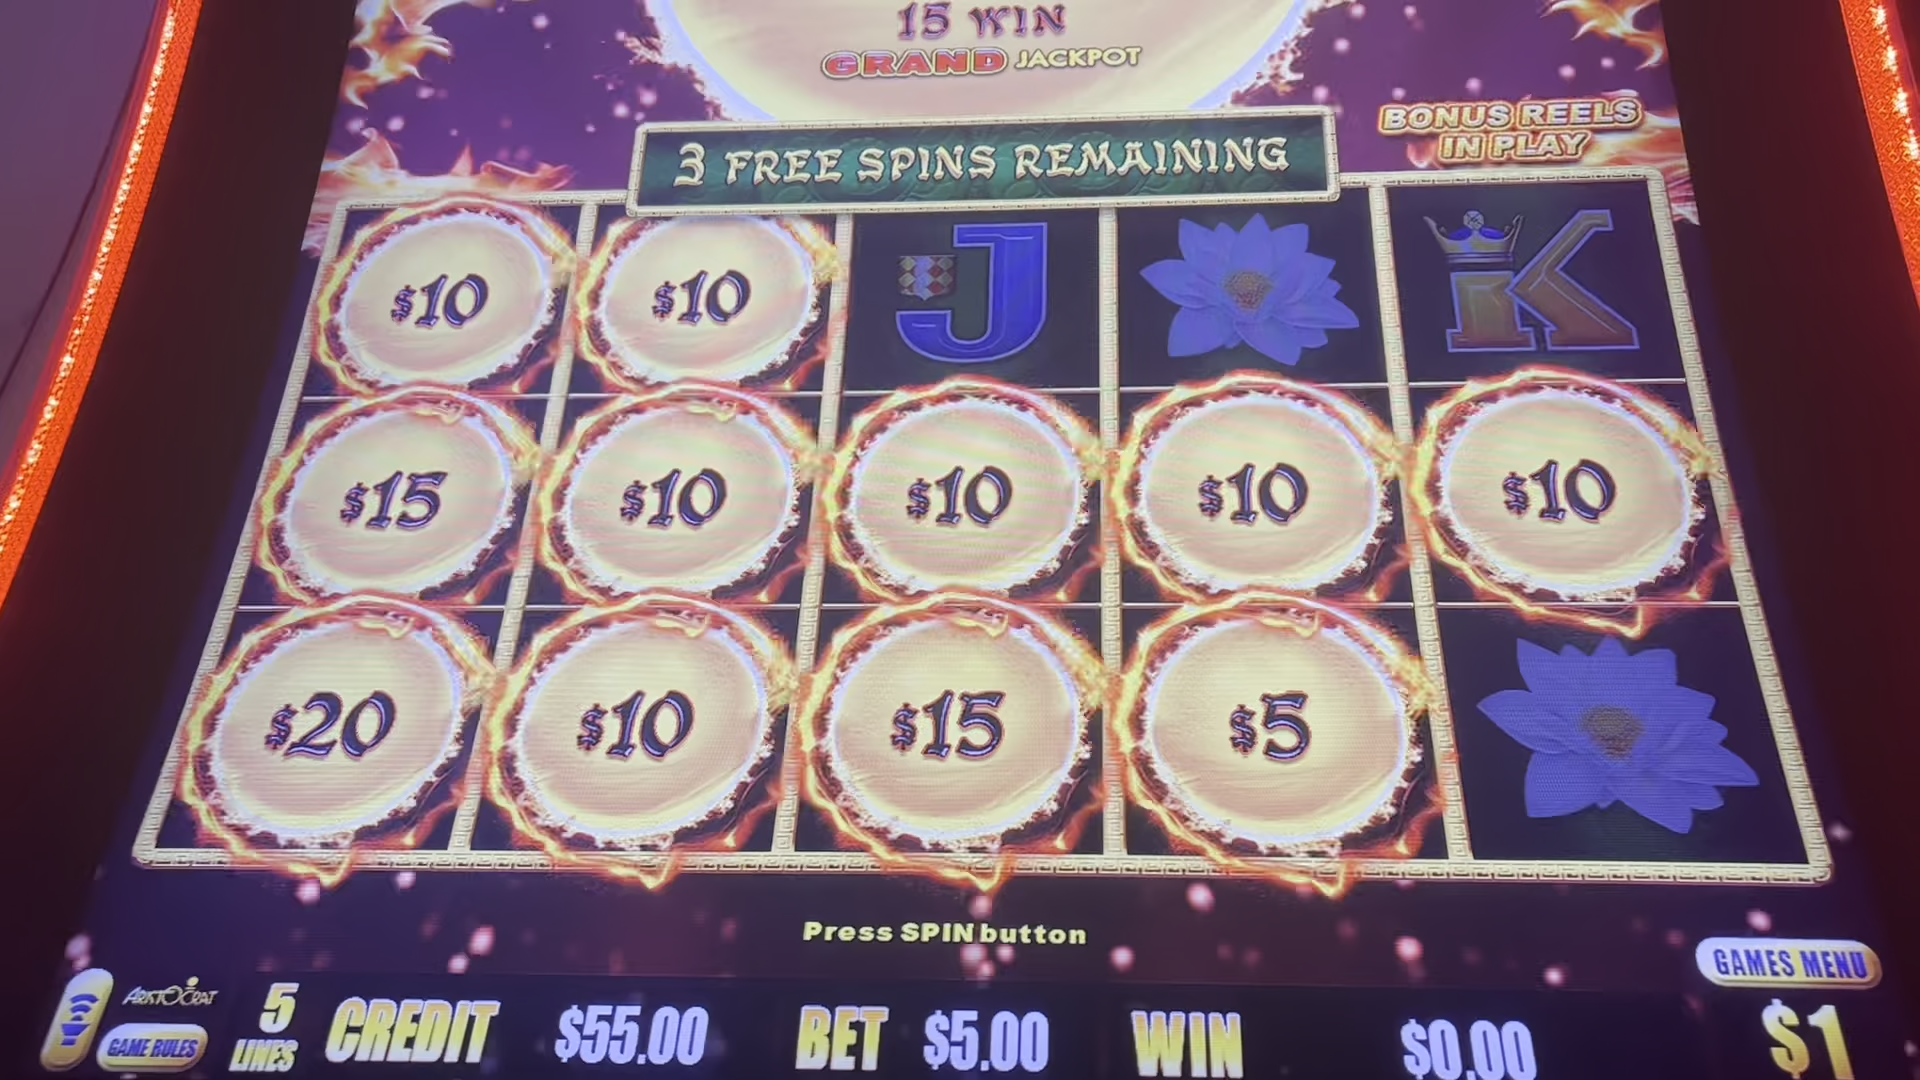 15 WIN
GRAND JACKPOT
BONUS REELS
IN PLAY
3 FREE SPINS REMAINING
$10 $10 J K
$15 $10 $10 $10 $10
$20 $10 $15 $5
Press SPIN button
GAMES MENU
ARISTOCRAT
GAME RULES
5
LINES
CREDIT $55.00 BET $5.00 WIN $0.00 $1